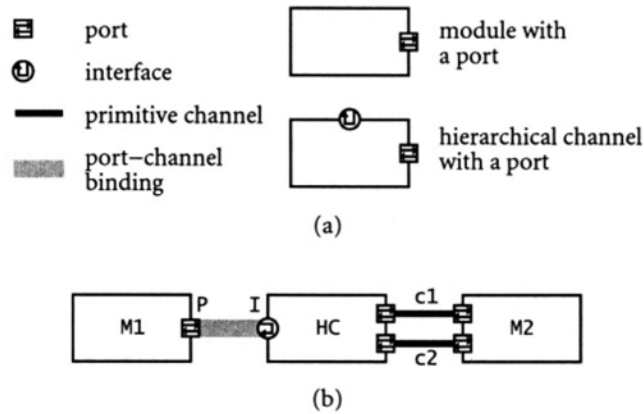 port
module with
a port
interface
primitive channel
port–channel
binding
hierarchical channel
with a port
(a)
P
I
c1
M1
HC
M2
c2
(b)